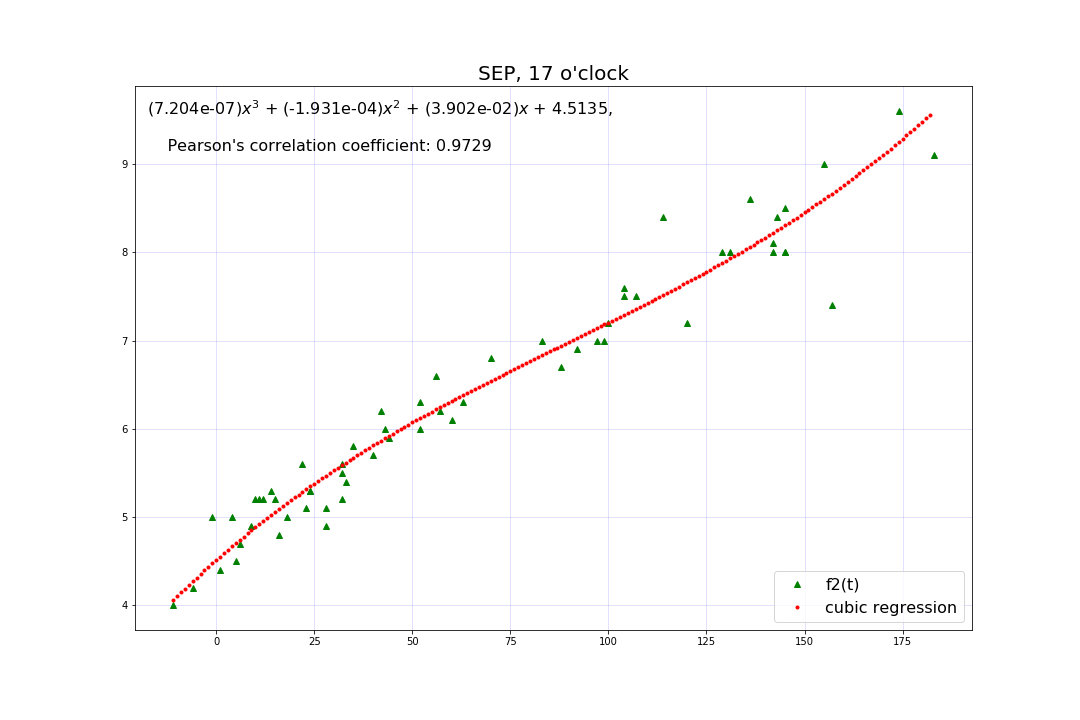 SEP, 17 o'clock
(7.204e-07)x³ + (-1.931e-04)x² + (3.902e-02)x + 4.5135,
Pearson's correlation coefficient: 0.9729
9
8
7
6
5
4
f2(t)
cubic regression
0 25 50 75 100 125 150 175